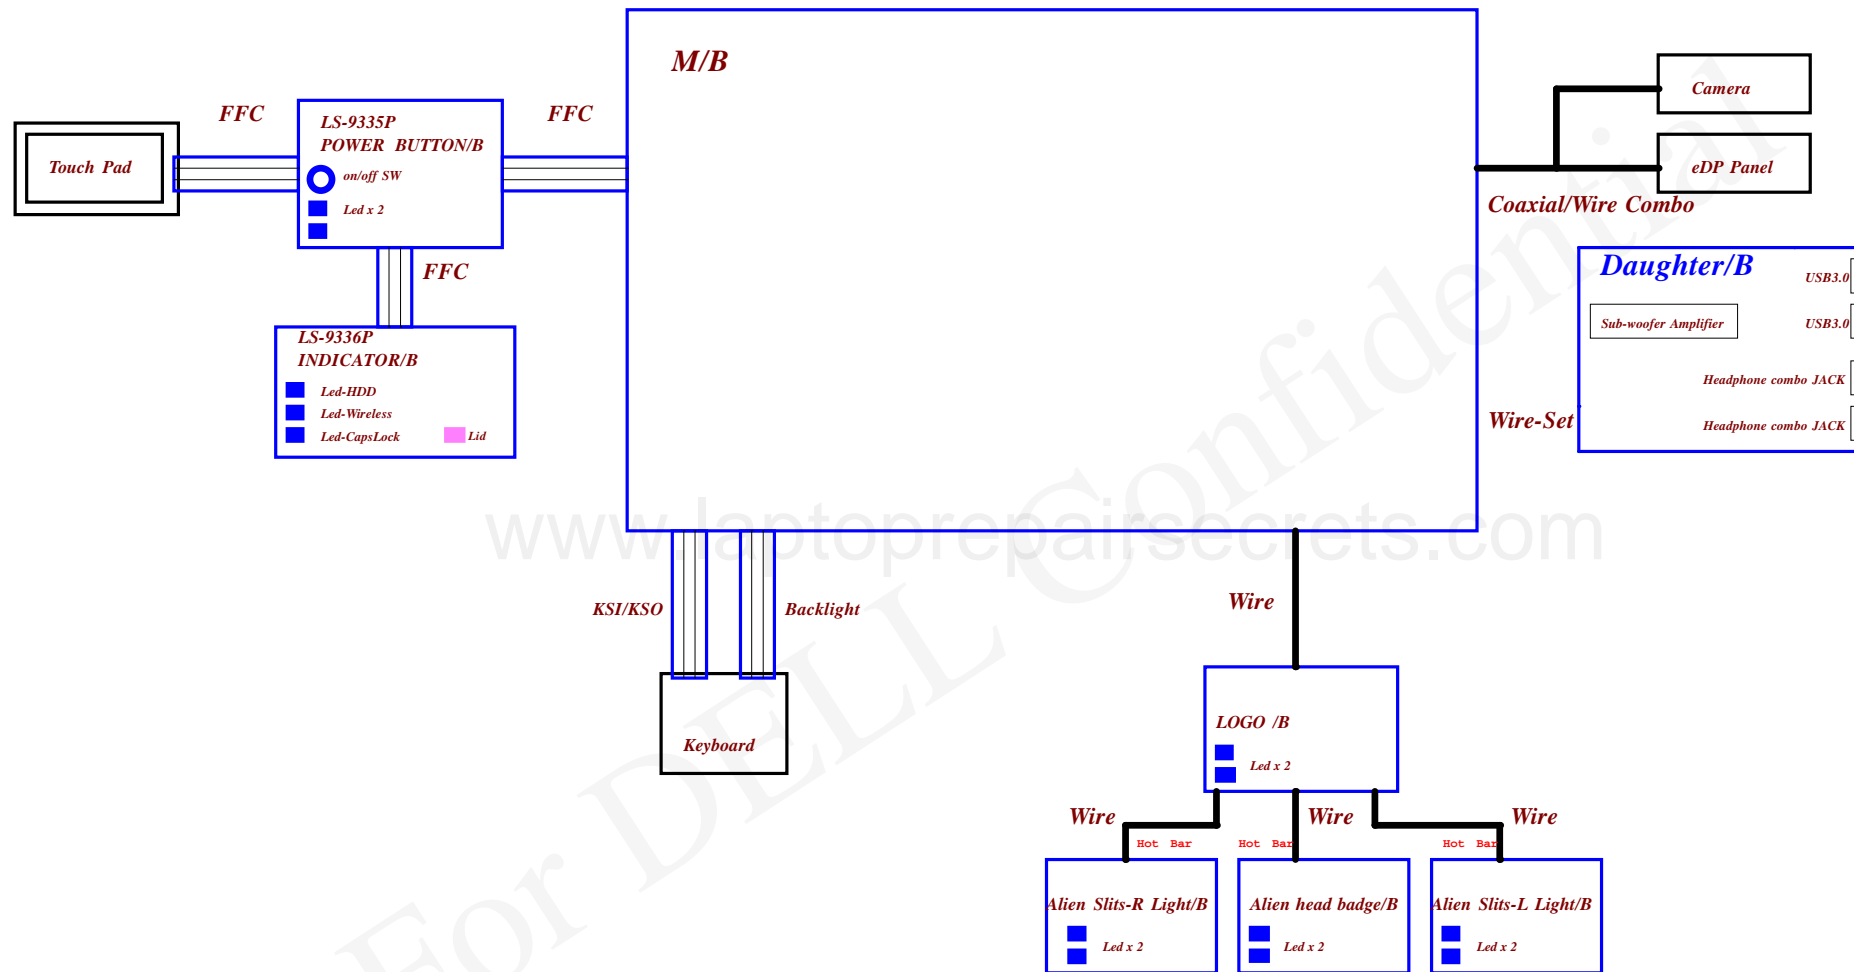 M/B
Camera
FFC
LS-9335P
POWER BUTTON/B
FFC
Touch Pad
on/off SW
eDP Panel
Led x 2
Coaxial/Wire Combo
FFC
Daughter/B
USB3.0
Sub-woofer Amplifier
USB3.0
LS-9336P
INDICATOR/B
Led-HDD
Led-Wireless
Led-CapsLock
Lid
Headphone combo JACK
Wire-Set
Headphone combo JACK
www.laptoprepairsecrets.com
For DELL Confidential
KSI/KSO
Backlight
Wire
Keyboard
LOGO /B
Led x 2
Wire
Wire
Wire
Hot Bar
Hot Bar
Hot Bar
Alien Slits-R Light/B
Alien head badge/B
Alien Slits-L Light/B
Led x 2
Led x 2
Led x 2